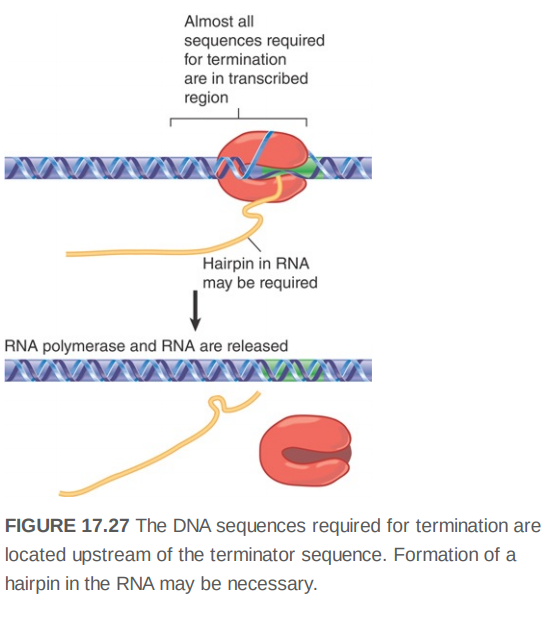 Almost all
sequences required
for termination
are in transcribed
region
Hairpin in RNA
may be required
RNA polymerase and RNA are released
FIGURE 17.27 The DNA sequences required for termination are
located upstream of the terminator sequence. Formation of a
hairpin in the RNA may be necessary.